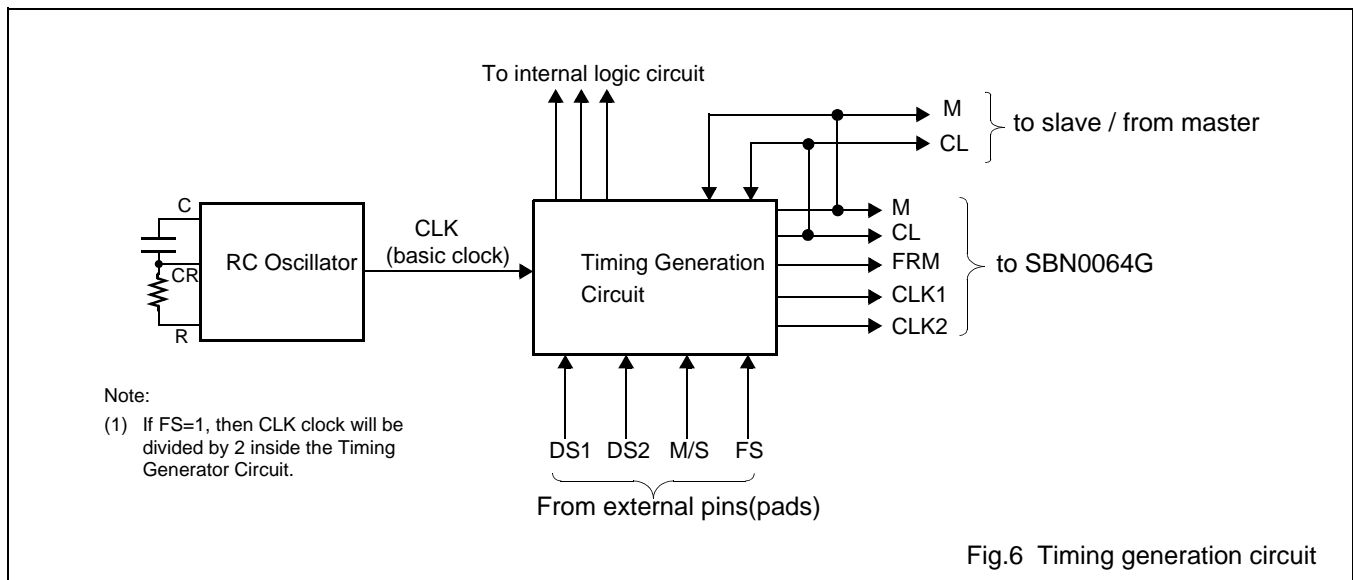 To internal logic circuit
M
CL
to slave / from master
C
CR
R
RC Oscillator
CLK
(basic clock)
Timing Generation
Circuit
M
CL
FRM
CLK1
CLK2
to SBN0064G
Note:
(1) If FS=1, then CLK clock will be
divided by 2 inside the Timing
Generator Circuit.
DS1 DS2 M/S FS
From external pins(pads)
Fig.6 Timing generation circuit